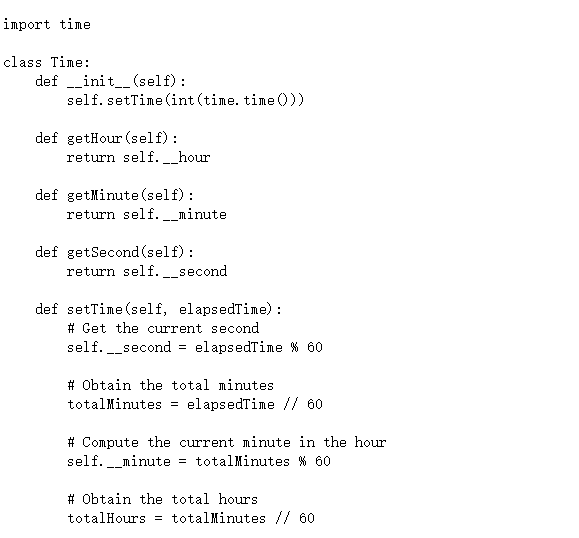 import time
class Time:
    def __init__(self):
        self.setTime(int(time.time()))
    def getHour(self):
        return self.__hour
    def getMinute(self):
        return self.__minute
    def getSecond(self):
        return self.__second
    def setTime(self, elapsedTime):
        # Get the current second
        self.__second = elapsedTime % 60
        # Obtain the total minutes
        totalMinutes = elapsedTime // 60
        # Compute the current minute in the hour
        self.__minute = totalMinutes % 60
        # Obtain the total hours
        totalHours = totalMinutes // 60